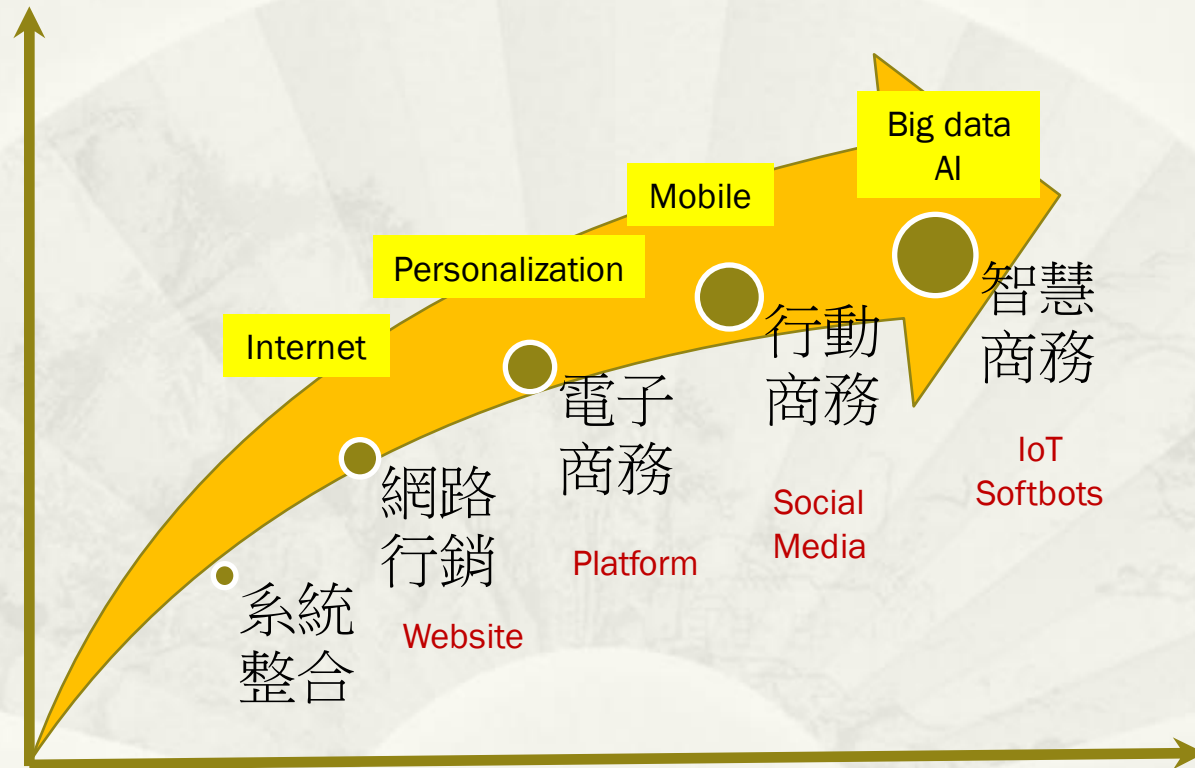 Big data
AI
Mobile
Personalization
Internet
智慧
商務
行動
商務
電子
商務
網路
行銷
系統
整合
IoT
Softbots
Social
Media
Platform
Website